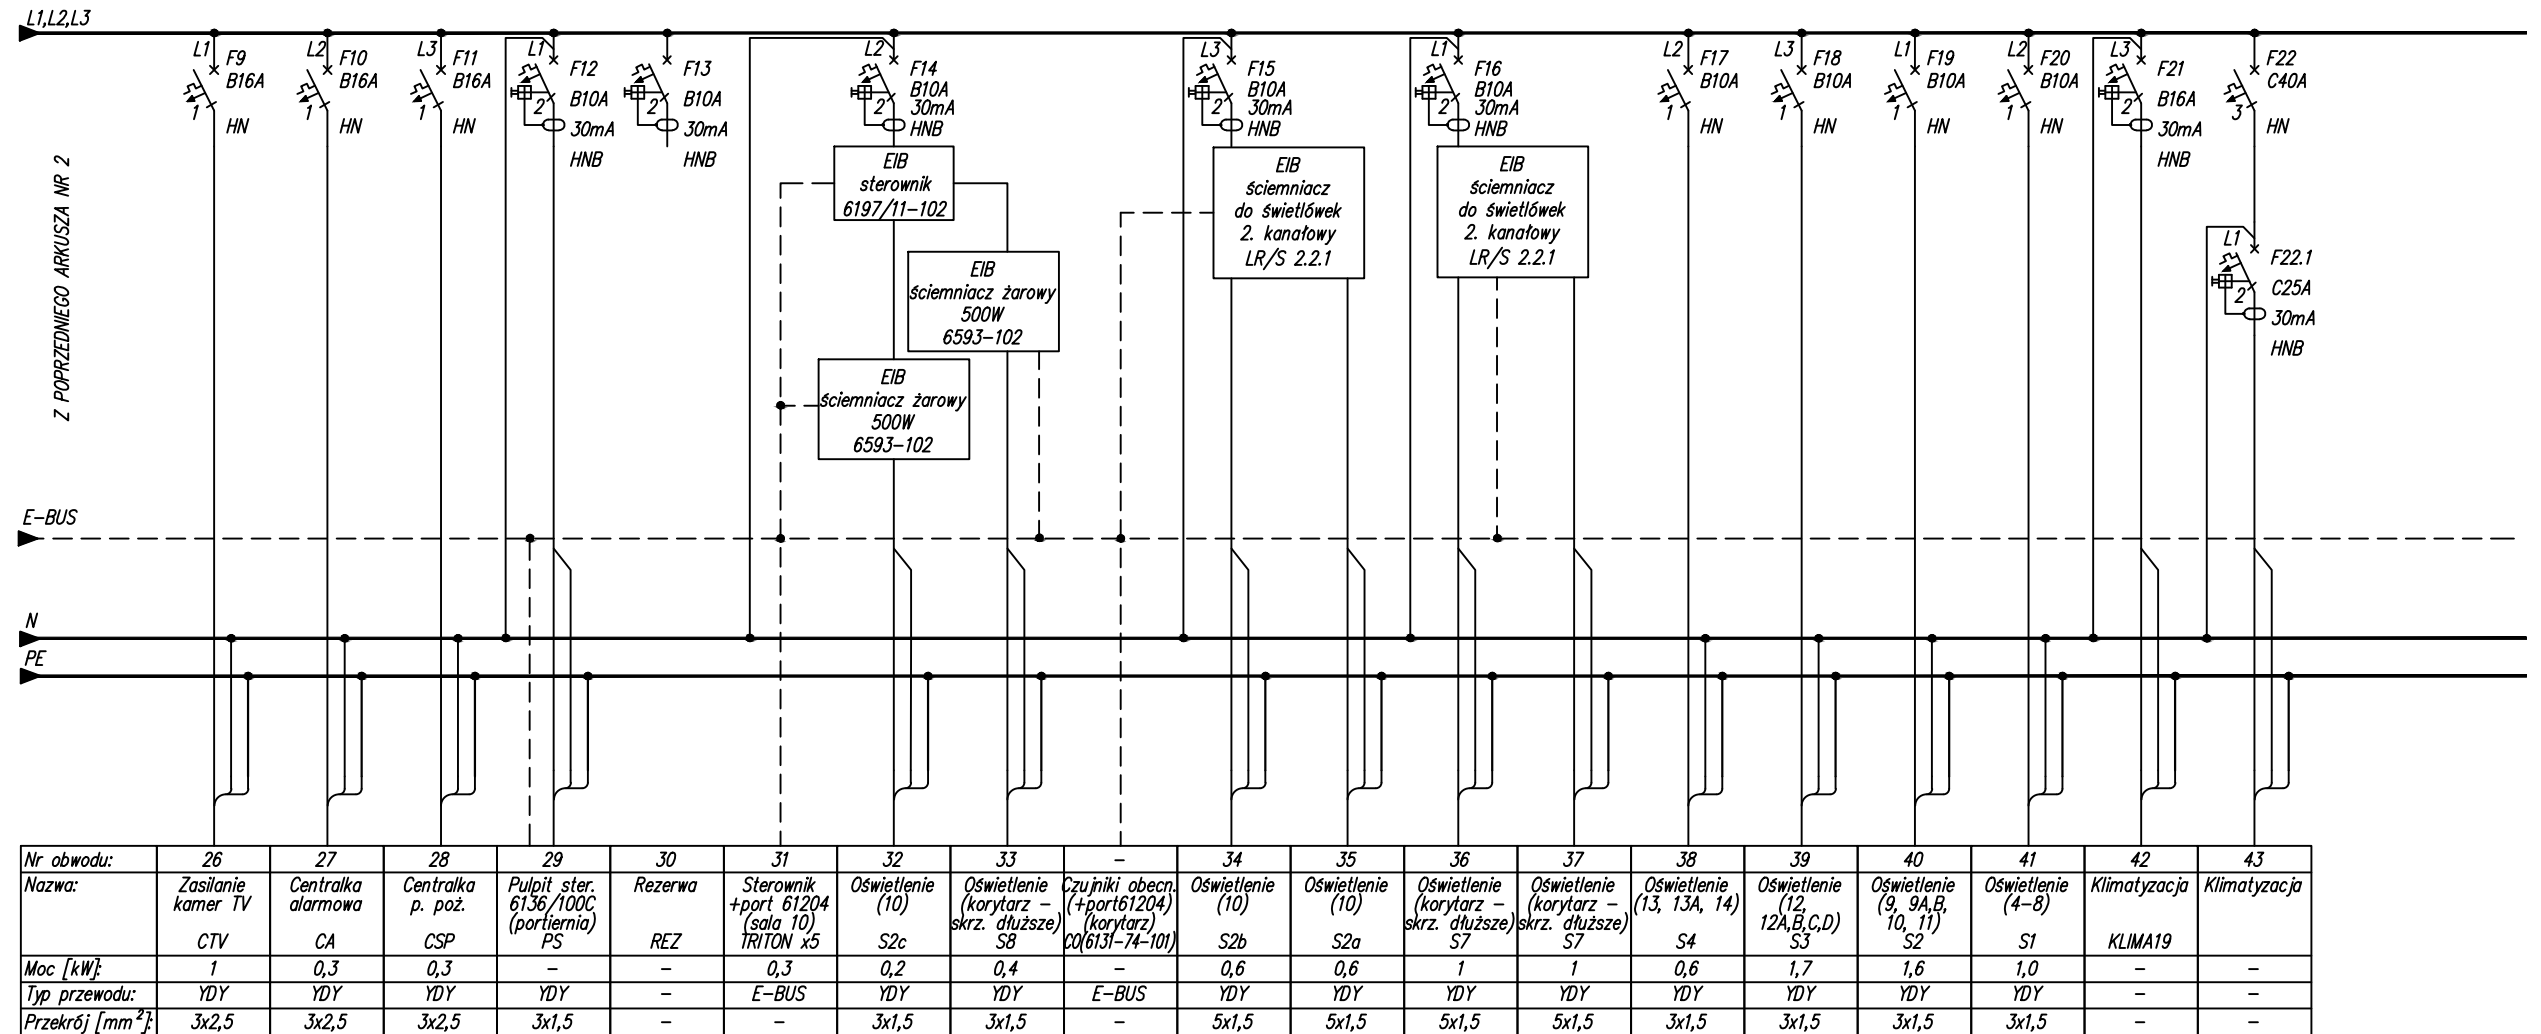 L1,L2,L3
Z POPRZEDNIEGO ARKUSZA NR 2
L1 F9
B16A
1 HN
L2 F10
B16A
1 HN
L3 F11
B16A
1 HN
L1 F12
B10A
2 30mA
HNB
F13
B10A
2 30mA
HNB
L2 F14
B10A
2 30mA
HNB
EIB
sterownik
6197/11-102
EIB
ściemniacz żarowy
500W
6593-102
EIB
ściemniacz żarowy
500W
6593-102
L3 F15
B10A
2 30mA
HNB
EIB
ściemniacz
do świetlówek
2. kanałowy
LR/S 2.2.1
L1 F16
B10A
2 30mA
HNB
EIB
ściemniacz
do świetlówek
2. kanałowy
LR/S 2.2.1
L2 F17
B10A
1 HN
L3 F18
B10A
1 HN
L1 F19
B10A
1 HN
L2 F20
B10A
1 HN
L3 F21
B16A
2 30mA
HNB
F22
C40A
3 HN
L1 F22.1
C25A
2 30mA
HNB
E-BUS
N
PE
Nr obwodu: 26 27 28 29 30 31 32 33 - 34 35 36 37 38 39 40 41 42 43
Nazwa:
Zasilanie
kamer TV
CTV
Centralka
alarmowa
CA
Centralka
p. poż.
CSP
Pulpit ster.
6136/100C
(portiernia)
PS
Rezerwa
REZ
Sterownik
+port 61204
(sala 10)
TRITON x5
Oświetlenie
(10)
S2c
Oświetlenie
(korytarz -
skrz. dłuższe)
S8
Czujniki obecn.
(+port61204)
(korytarz)
CO(6131-74-101)
Oświetlenie
(10)
S2b
Oświetlenie
(10)
S2a
Oświetlenie
(korytarz -
skrz. dłuższe)
S7
Oświetlenie
(korytarz -
skrz. dłuższe)
S7
Oświetlenie
(13, 13A, 14)
S4
Oświetlenie
(12,
12A,B,C,D)
S3
Oświetlenie
(9, 9A,B,
10, 11)
S2
Oświetlenie
(4-8)
S1
Klimatyzacja
KLIMA19
Klimatyzacja
Moc [kW]: 1 0,3 0,3 - - 0,3 0,2 0,4 - 0,6 0,6 1 1 0,6 1,7 1,6 1,0 - -
Typ przewodu: YDY YDY YDY YDY - E-BUS YDY YDY E-BUS YDY YDY YDY YDY YDY YDY YDY YDY - -
Przekrój [mm²]: 3x2,5 3x2,5 3x2,5 3x1,5 - - 3x1,5 3x1,5 - 5x1,5 5x1,5 5x1,5 5x1,5 3x1,5 3x1,5 3x1,5 3x1,5 - -